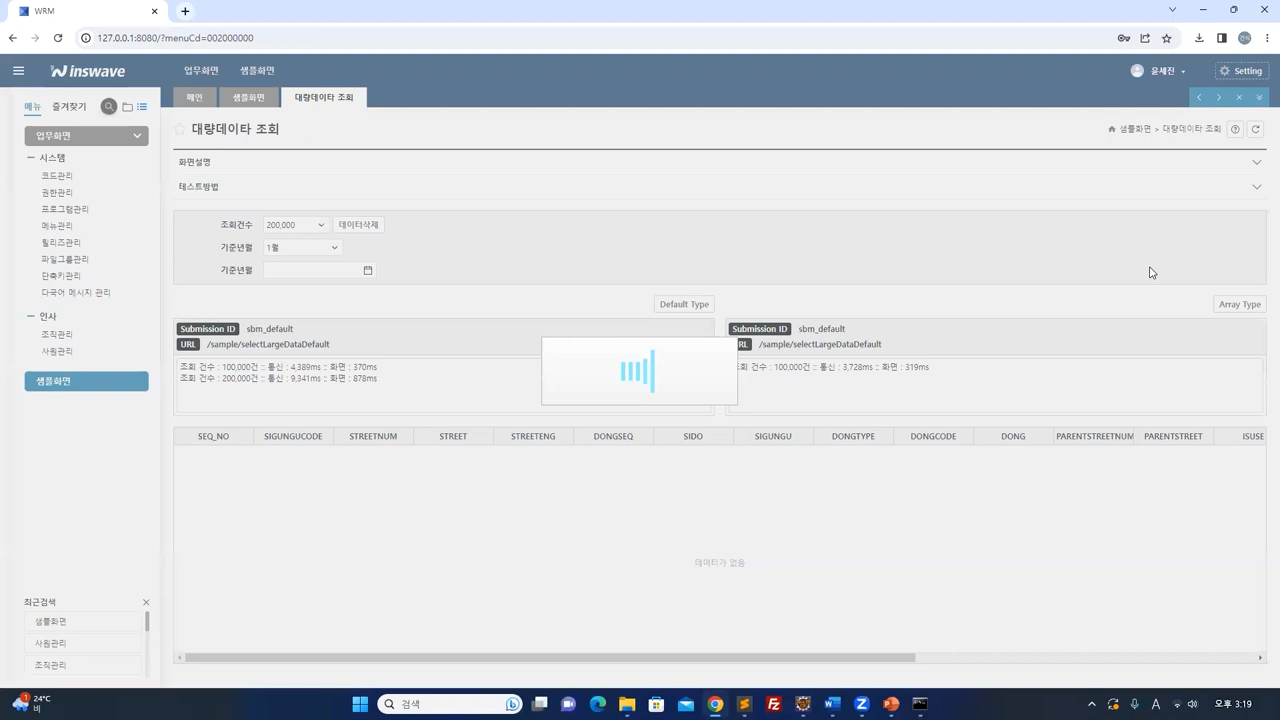 WRM
127.0.0.1:8080/?menuCd=002000000
inswave
업무화면
샘플화면
윤세진
Setting
메뉴
즐겨찾기
메인
샘플화면
대량데이타 조회
업무화면
시스템
코드관리
권한관리
프로그램관리
메뉴관리
릴리즈관리
파일그룹관리
단축키관리
다국어 메시지 관리
인사
조직관리
사원관리
샘플화면
최근검색
샘플화면
사원관리
조직관리
대량데이타 조회
샘플화면 > 대량데이타 조회
화면설명
테스트방법
조회건수 200,000 데이터삭제
기준년월 1월
기준년월
Default Type
Array Type
Submission ID sbm_default
URL /sample/selectLargeDataDefault
조회 건수 : 100,000건 :: 통신 : 4,389ms :: 화면 : 370ms
조회 건수 : 200,000건 :: 통신 : 9,341ms :: 화면 : 878ms
Submission ID sbm_default
RL /sample/selectLargeDataDefault
회 건수 : 100,000건 :: 통신 : 3,728ms :: 화면 : 319ms
SEQ_NO SIGUNGUCODE STREETNUM STREET STREETENG DONGSEQ SIDO SIGUNGU DONGTYPE DONGCODE DONG PARENTSTREETNUM PARENTSTREET ISUSE
데이타가 없음
24°C
비
검색
A
오후 3:19